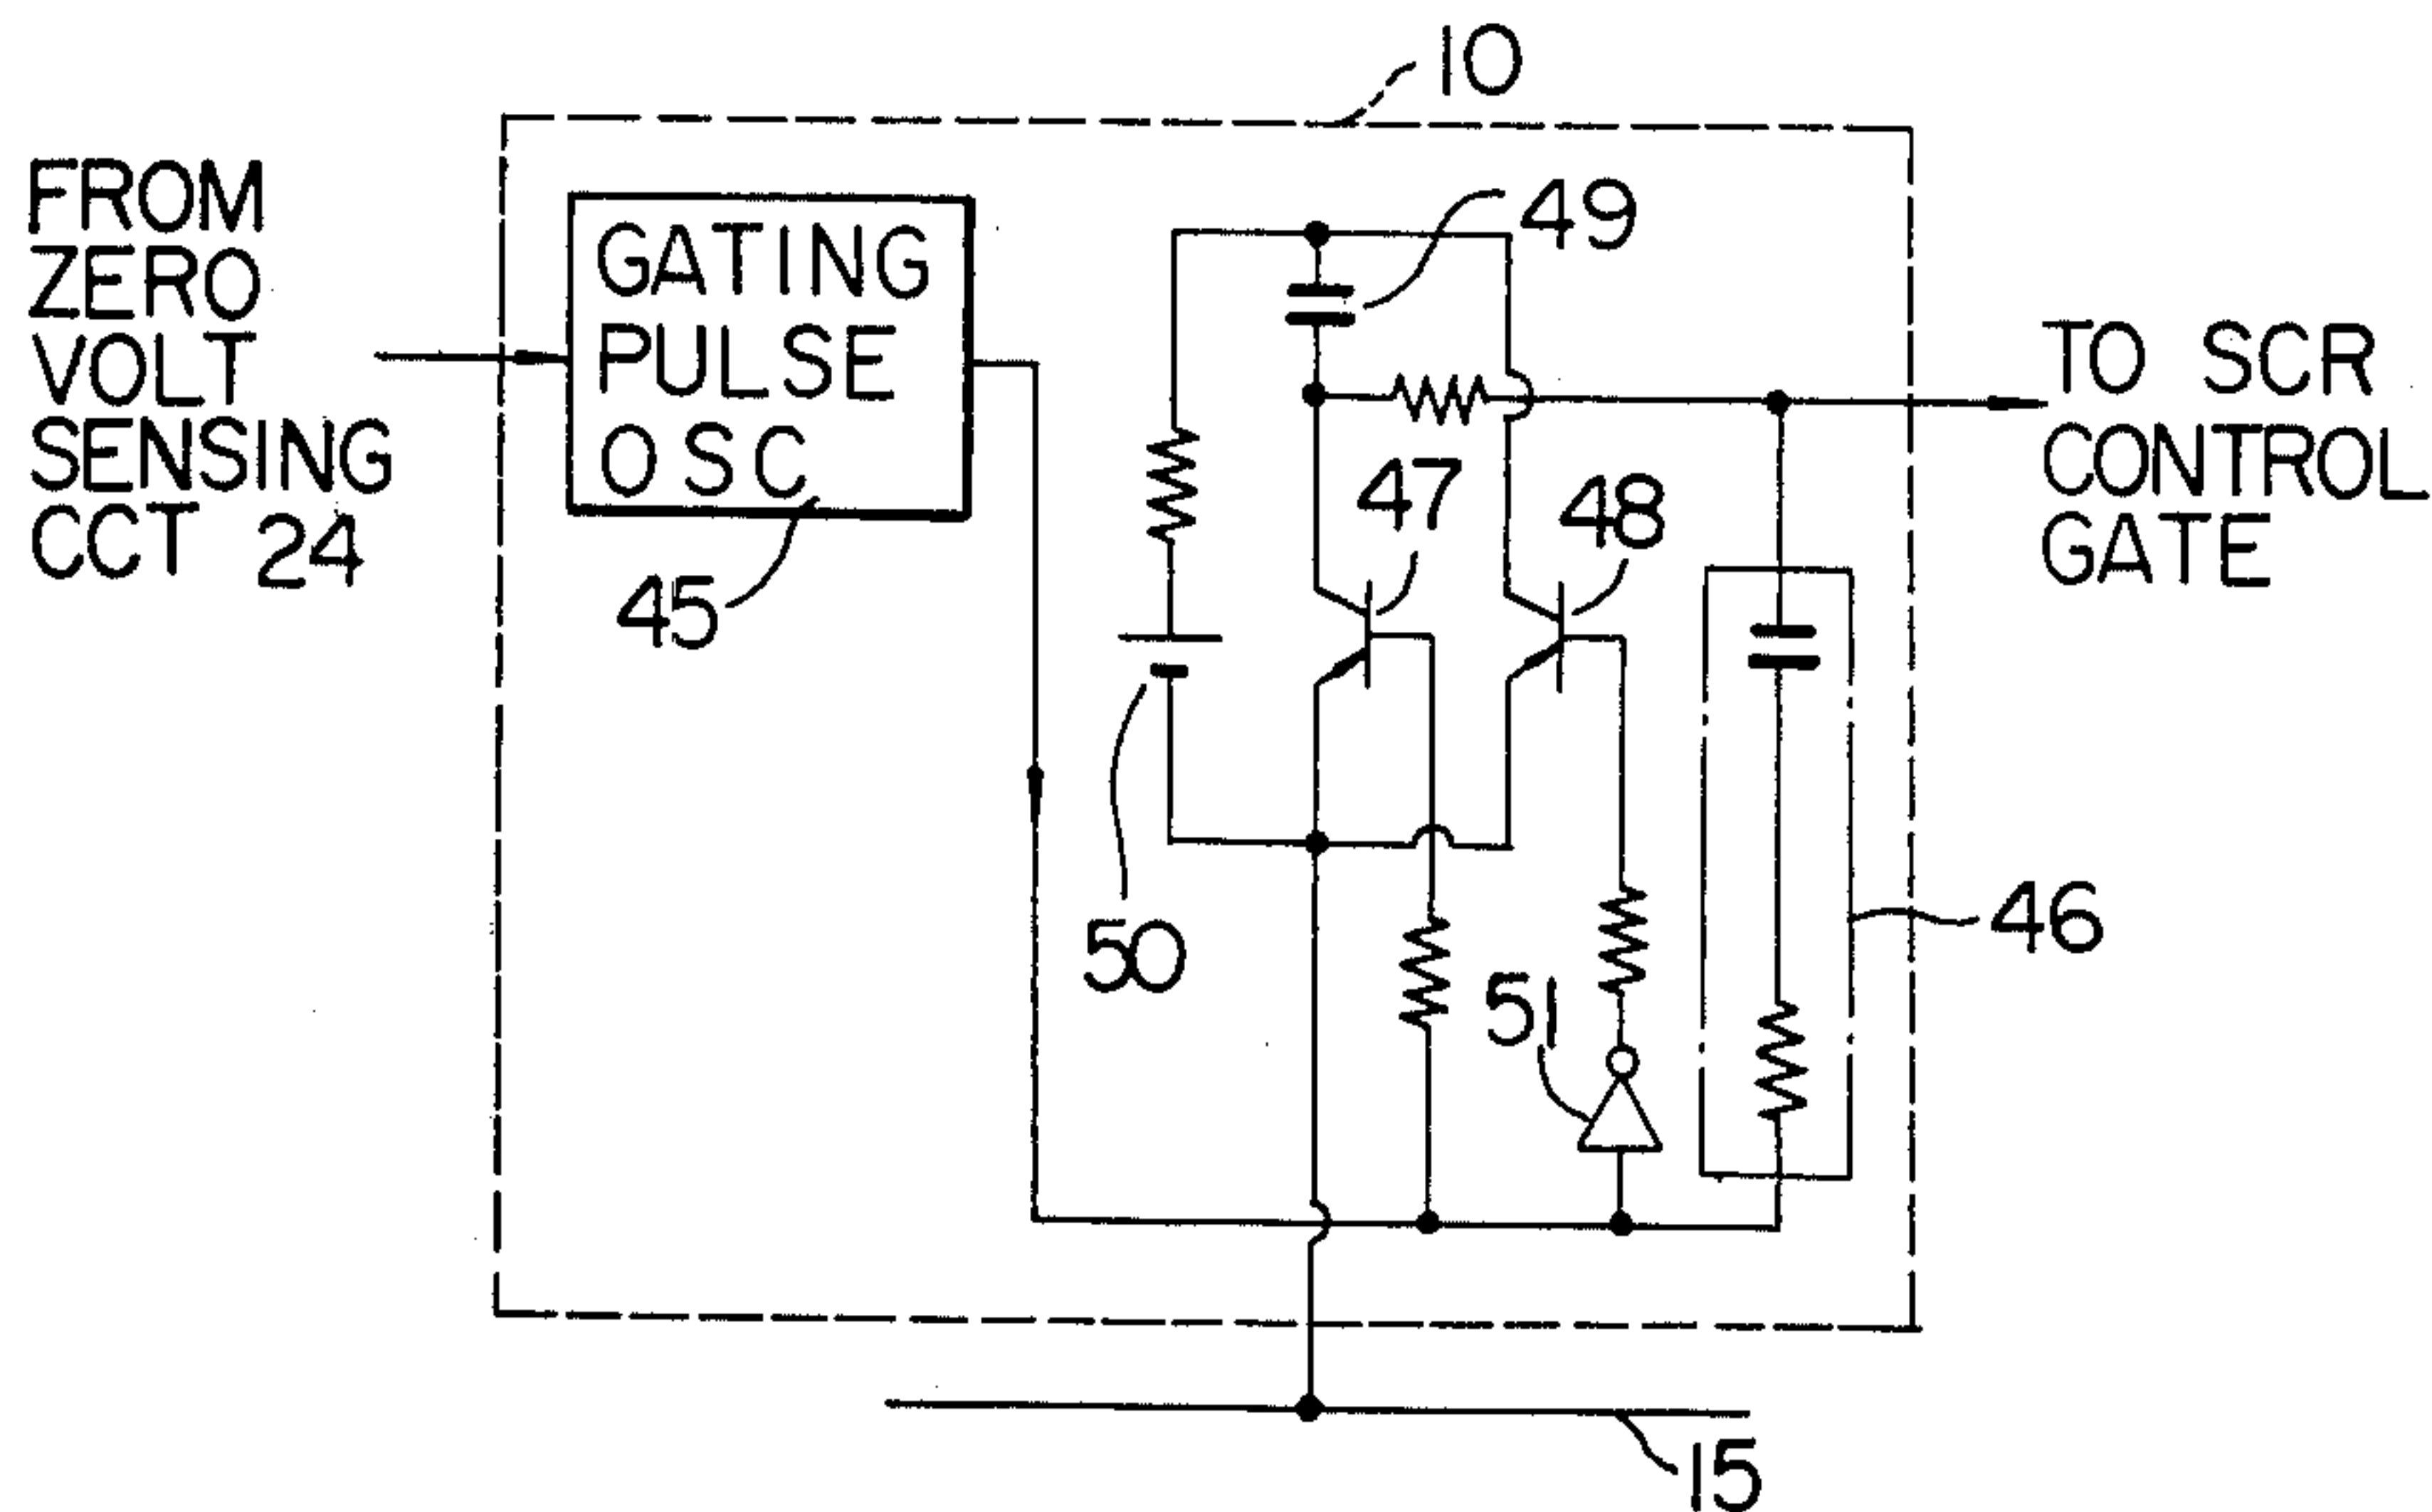 10
FROM
ZERO
VOLT
SENSING
CCT 24
GATING
PULSE
OSC
45
49
47
48
TO SCR
CONTROL
GATE
50
51
46
15